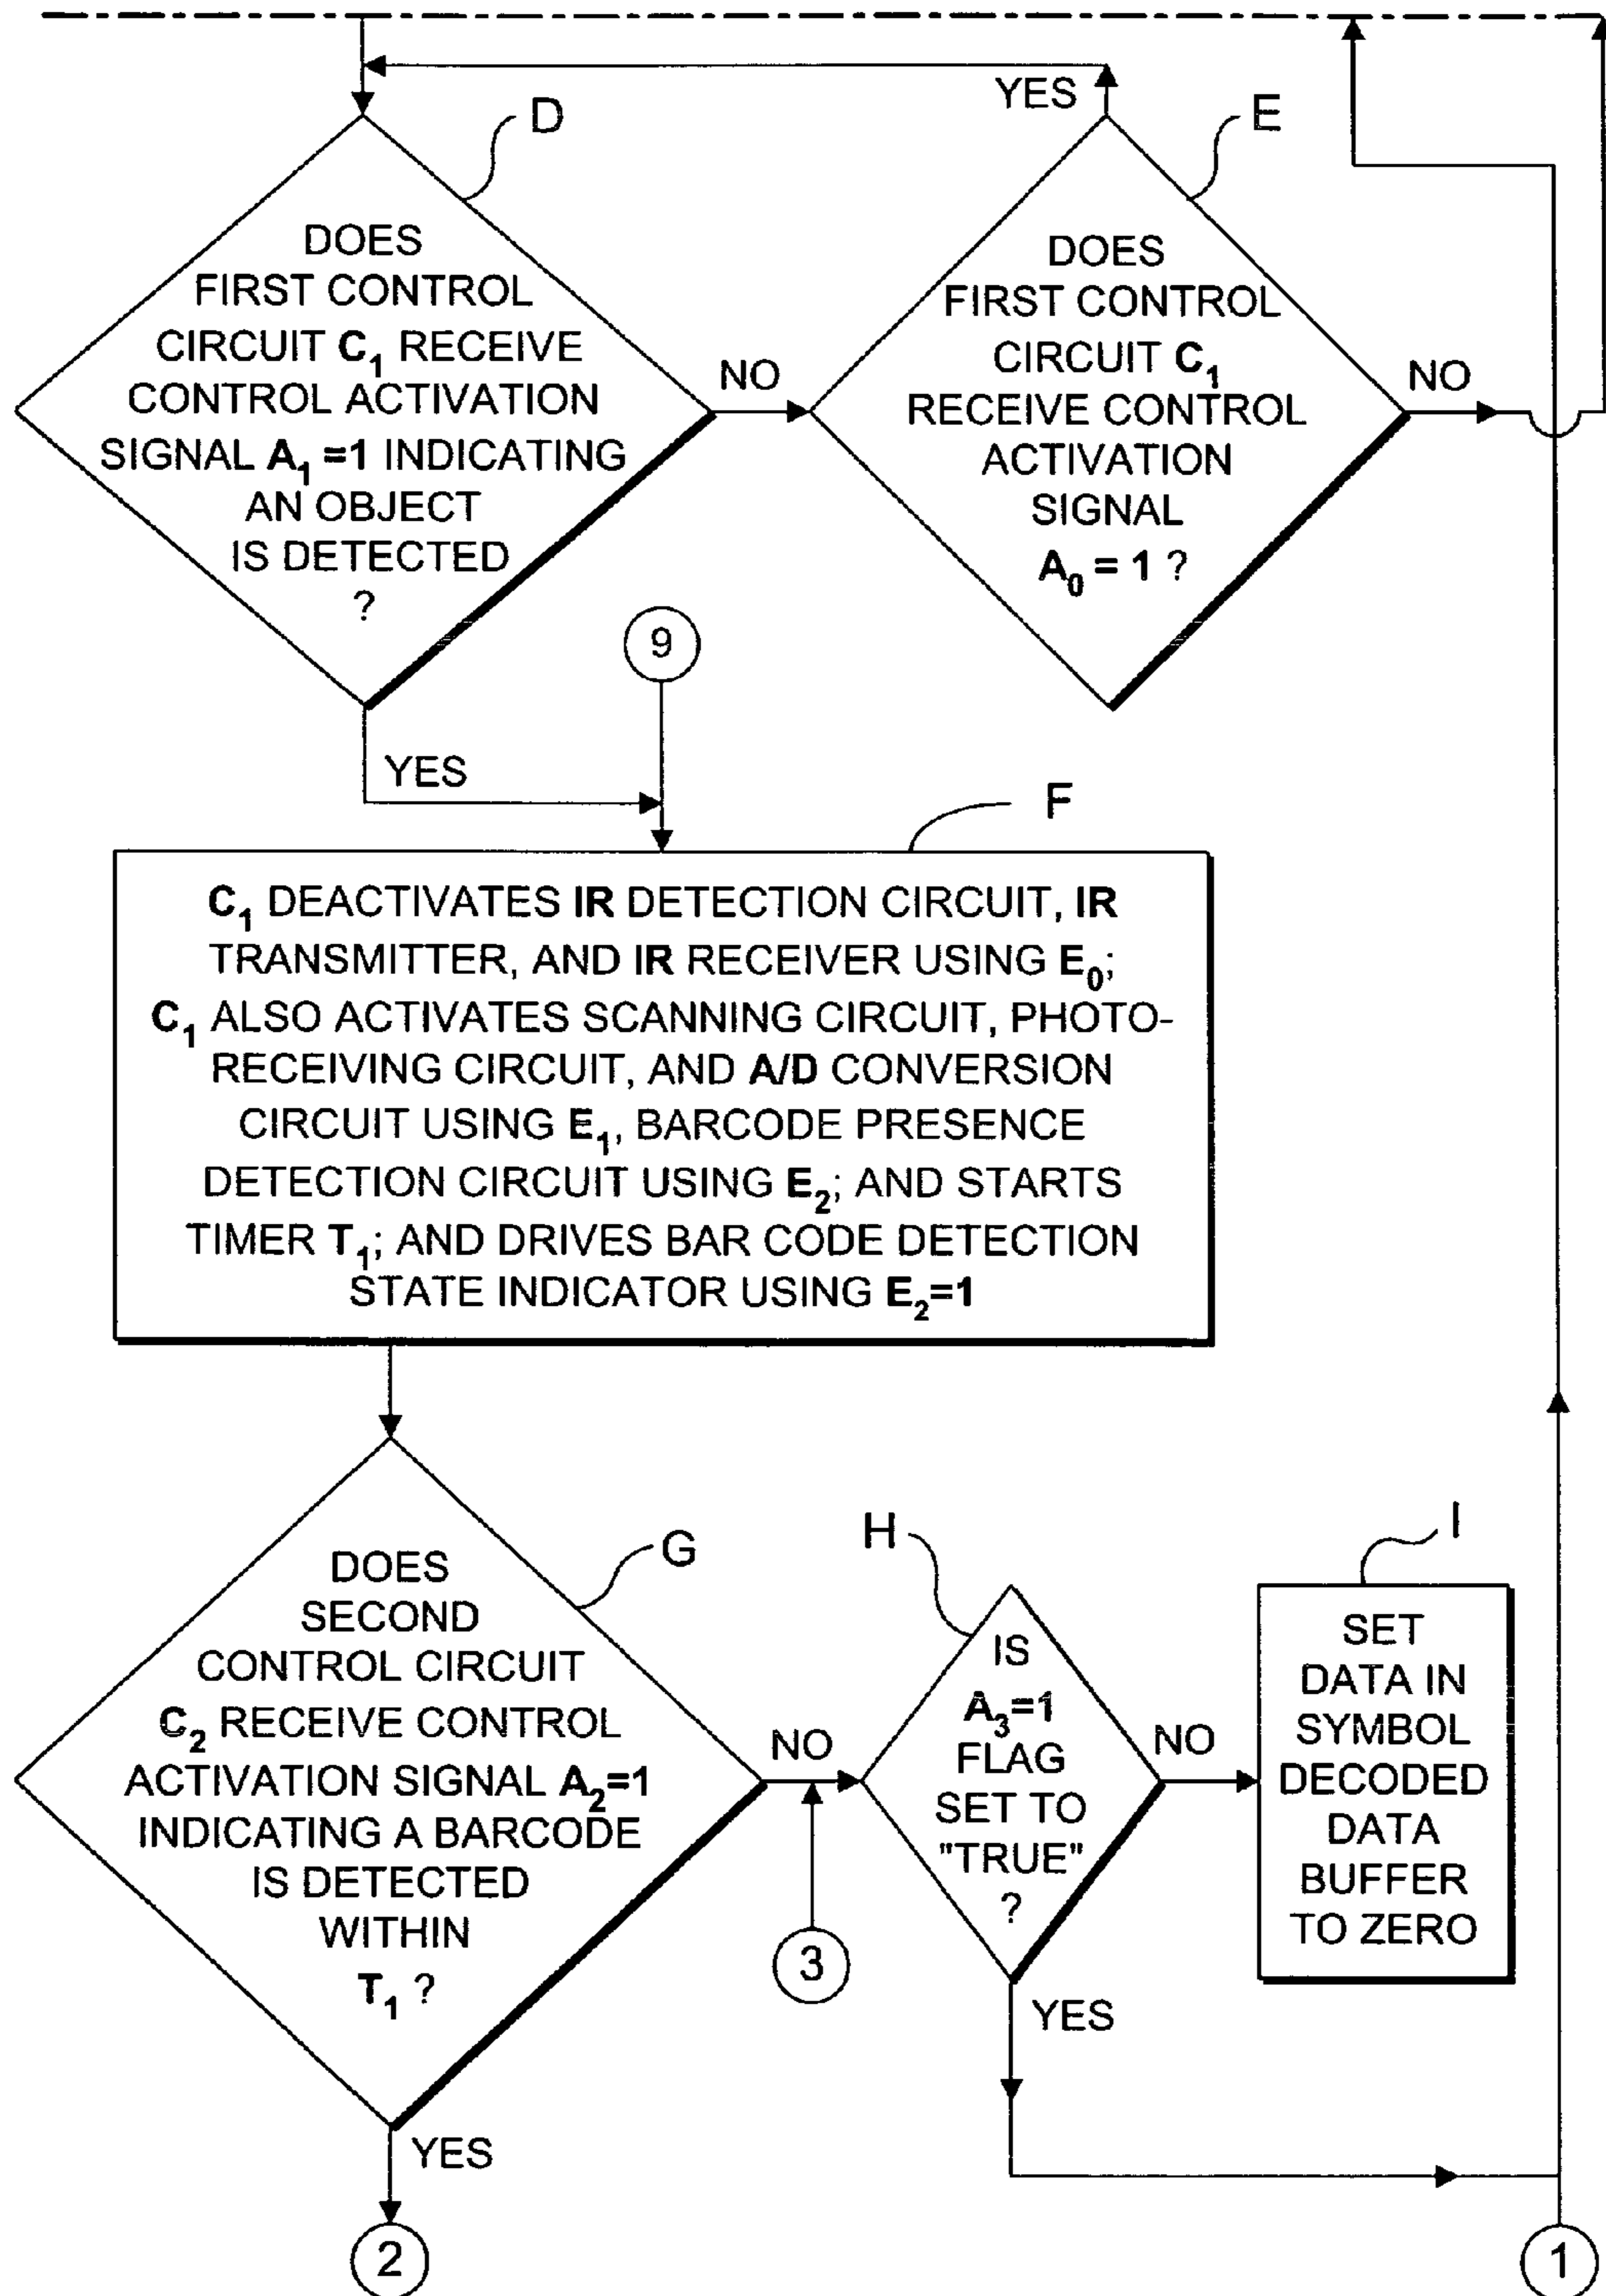 D
DOES
FIRST CONTROL
CIRCUIT C₁ RECEIVE
CONTROL ACTIVATION
SIGNAL A₁ =1 INDICATING
AN OBJECT
IS DETECTED
?
NO
YES
E
YES
DOES
FIRST CONTROL
CIRCUIT C₁
RECEIVE CONTROL
ACTIVATION
SIGNAL
A₀ = 1 ?
NO
9
F
C₁ DEACTIVATES IR DETECTION CIRCUIT, IR
TRANSMITTER, AND IR RECEIVER USING E₀;
C₁ ALSO ACTIVATES SCANNING CIRCUIT, PHOTO-
RECEIVING CIRCUIT, AND A/D CONVERSION
CIRCUIT USING E₁, BARCODE PRESENCE
DETECTION CIRCUIT USING E₂; AND STARTS
TIMER T₁; AND DRIVES BAR CODE DETECTION
STATE INDICATOR USING E₂=1
G
DOES
SECOND
CONTROL CIRCUIT
C₂ RECEIVE CONTROL
ACTIVATION SIGNAL A₂=1
INDICATING A BARCODE
IS DETECTED
WITHIN
T₁ ?
NO
YES
2
3
H
IS
A₃=1
FLAG
SET TO
"TRUE"
?
NO
YES
I
SET
DATA IN
SYMBOL
DECODED
DATA
BUFFER
TO ZERO
1